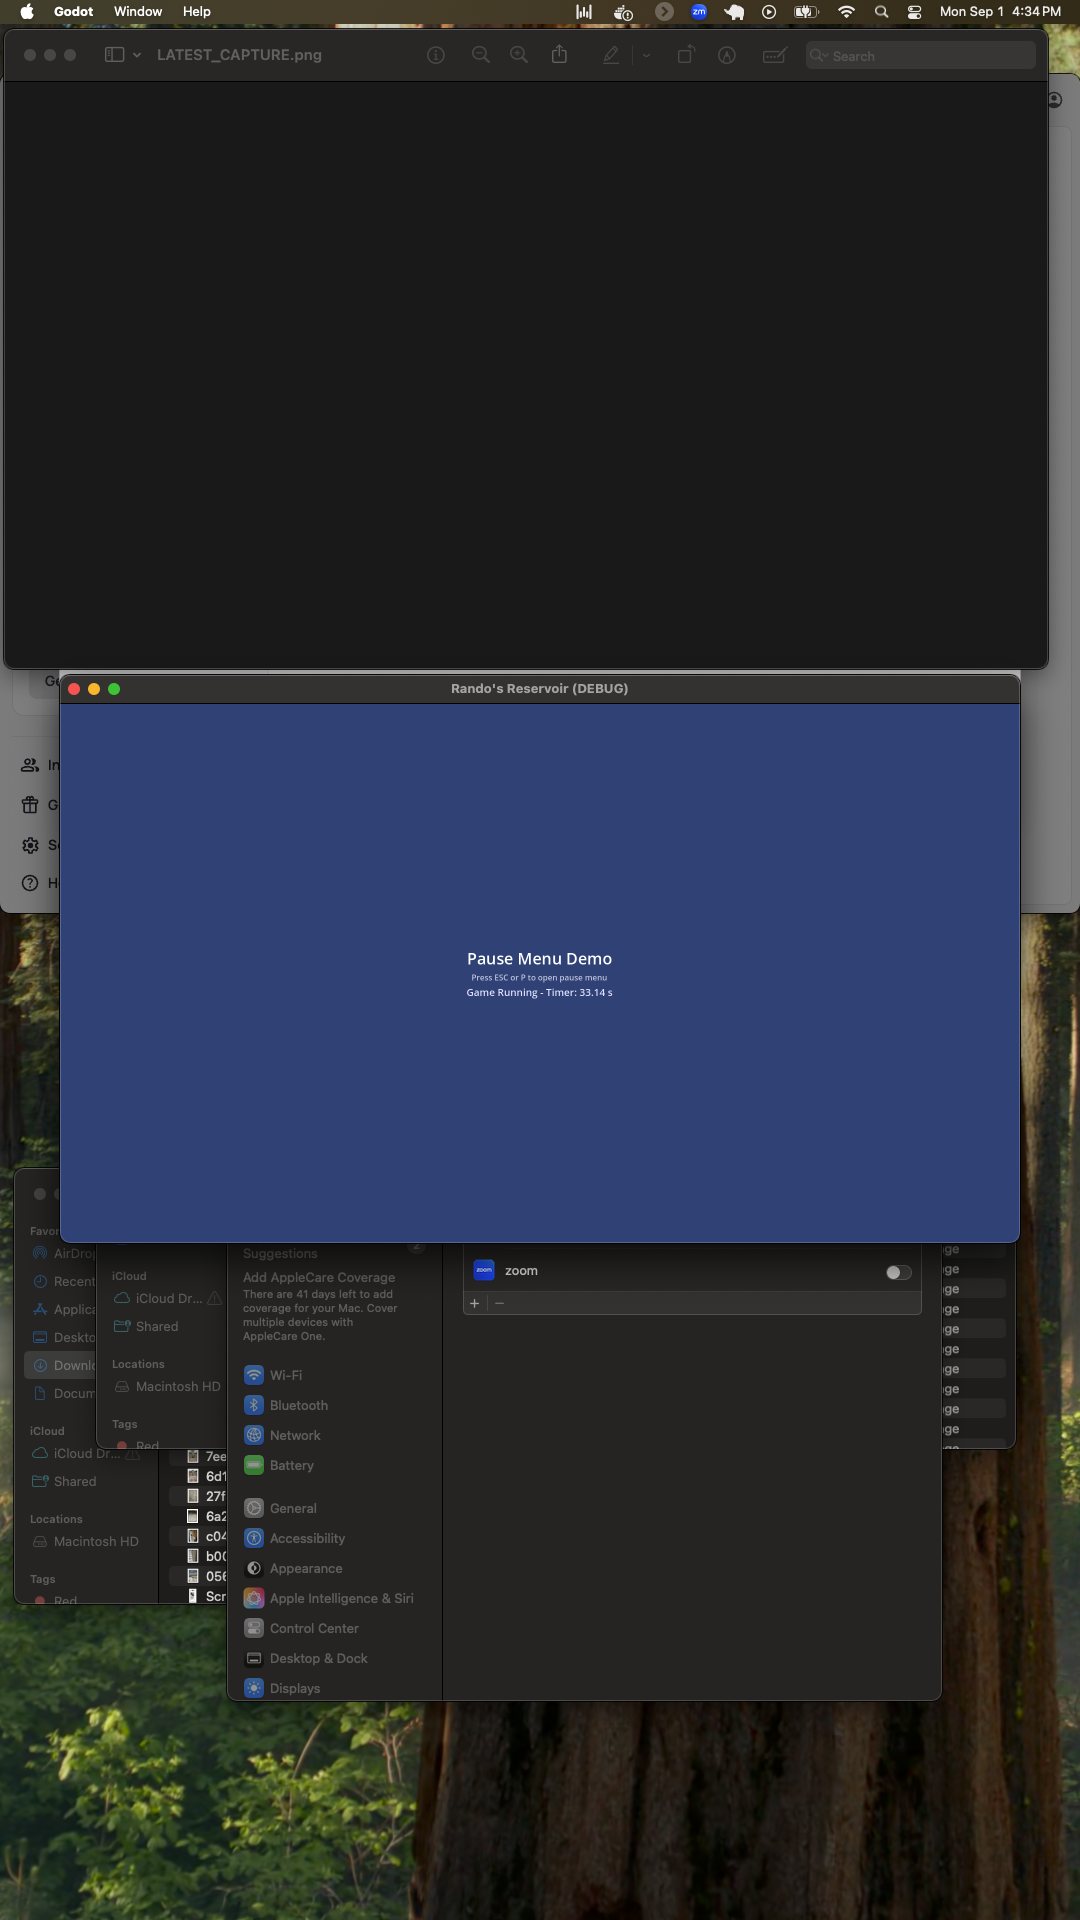 Godot Window Help
zm
Mon Sep 1 4:34 PM
LATEST_CAPTURE.png
Search
Rando's Reservoir (DEBUG)
Pause Menu Demo
Press ESC or P to open pause menu
Game Running - Timer: 33.14 s
Favor
AirDrop
Recent
Applica
Deskto
Downlo
Docum
iCloud
iCloud Dr...
Shared
Locations
Macintosh HD
Tags
Red
iCloud
iCloud Dr...
Shared
Locations
Macintosh HD
Tags
Red
7ee
6d1
27f
6a2
c04
b00
056
Scr
Suggestions
Add AppleCare Coverage
There are 41 days left to add
coverage for your Mac. Cover
multiple devices with
AppleCare One.
Wi-Fi
Bluetooth
Network
Battery
General
Accessibility
Appearance
Apple Intelligence & Siri
Control Center
Desktop & Dock
Displays
zoom
zoom
+ −
ge
ge
ge
ge
ge
ge
ge
ge
ge
ge